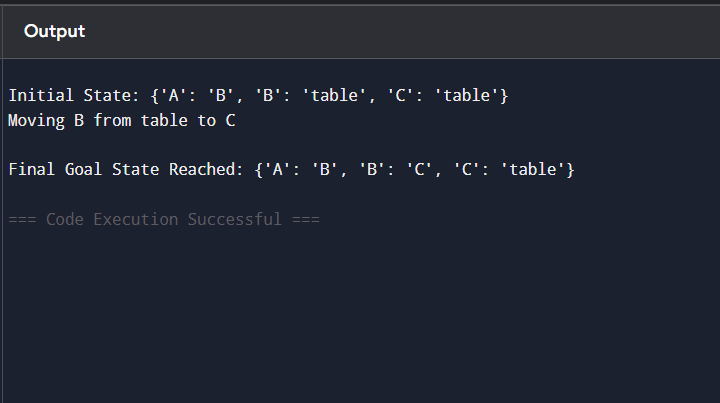 Output
Initial State: {'A': 'B', 'B': 'table', 'C': 'table'}
Moving B from table to C
Final Goal State Reached: {'A': 'B', 'B': 'C', 'C': 'table'}
=== Code Execution Successful ===